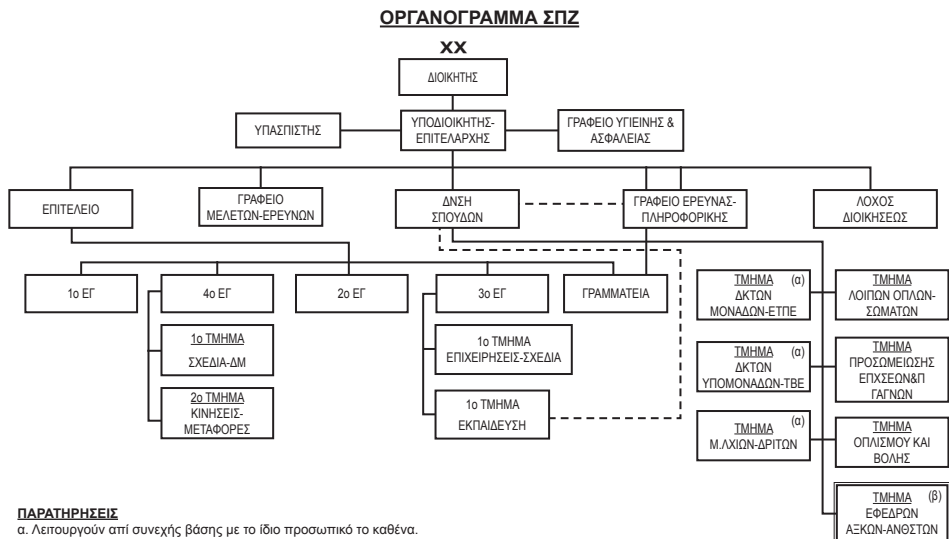 ΟΡΓΑΝΟΓΡΑΜΜΑ ΣΠΖ
XX
ΔΙΟΙΚΗΤΗΣ
ΥΠΑΣΠΙΣΤΗΣ
ΥΠΟΔΙΟΙΚΗΤΗΣ-
ΕΠΙΤΕΛΑΡΧΗΣ
ΓΡΑΦΕΙΟ ΥΓΙΕΙΝΗΣ &
ΑΣΦΑΛΕΙΑΣ
ΕΠΙΤΕΛΕΙΟ
ΓΡΑΦΕΙΟ
ΜΕΛΕΤΩΝ-ΕΡΕΥΝΩΝ
ΔΝΣΗ
ΣΠΟΥΔΩΝ
ΓΡΑΦΕΙΟ ΕΡΕΥΝΑΣ-
ΠΛΗΡΟΦΟΡΙΚΗΣ
ΛΟΧΟΣ
ΔΙΟΙΚΗΣΕΩΣ
1ο ΕΓ
4ο ΕΓ
2ο ΕΓ
3ο ΕΓ
ΓΡΑΜΜΑΤΕΙΑ
1ο ΤΜΗΜΑ
ΣΧΕΔΙΑ-ΔΜ
2ο ΤΜΗΜΑ
ΚΙΝΗΣΕΙΣ-
ΜΕΤΑΦΟΡΕΣ
1ο ΤΜΗΜΑ
ΕΠΙΧΕΙΡΗΣΕΙΣ-ΣΧΕΔΙΑ
1ο ΤΜΗΜΑ
ΕΚΠΑΙΔΕΥΣΗ
ΤΜΗΜΑ (α)
ΔΚΤΩΝ
ΜΟΝΑΔΩΝ-ΕΤΠΕ
ΤΜΗΜΑ
ΛΟΙΠΩΝ ΟΠΛΩΝ-
ΣΩΜΑΤΩΝ
ΤΜΗΜΑ (α)
ΔΚΤΩΝ
ΥΠΟΜΟΝΑΔΩΝ-ΤΒΕ
ΤΜΗΜΑ
ΠΡΟΣΩΜΕΙΩΣΗΣ
ΕΠΧΣΕΩΝ&Π
ΓΑΓΝΩΝ
ΤΜΗΜΑ (α)
Μ.ΛΧΙΩΝ-ΔΡΙΤΩΝ
ΤΜΗΜΑ
ΟΠΛΙΣΜΟΥ ΚΑΙ
ΒΟΛΗΣ
ΤΜΗΜΑ (β)
ΕΦΕΔΡΩΝ
ΑΞΚΩΝ-ΑΝΘΣΤΩΝ
ΠΑΡΑΤΗΡΗΣΕΙΣ
α. Λειτουργούν απί συνεχής βάσης με το ίδιο προσωπικό το καθένα.